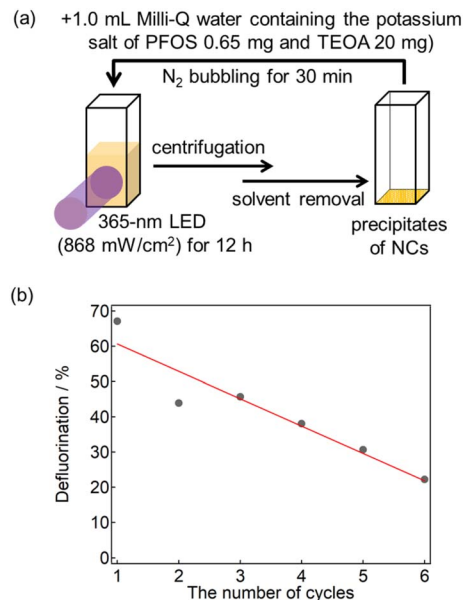 (a)
+1.0 mL Milli-Q water containing the potassium
salt of PFOS 0.65 mg and TEOA 20 mg)
N₂ bubbling for 30 min
centrifugation
solvent removal
365-nm LED
(868 mW/cm²) for 12 h
precipitates
of NCs
(b)
Defluorination / %
70
60
50
40
30
20
10
0
1 2 3 4 5 6
The number of cycles